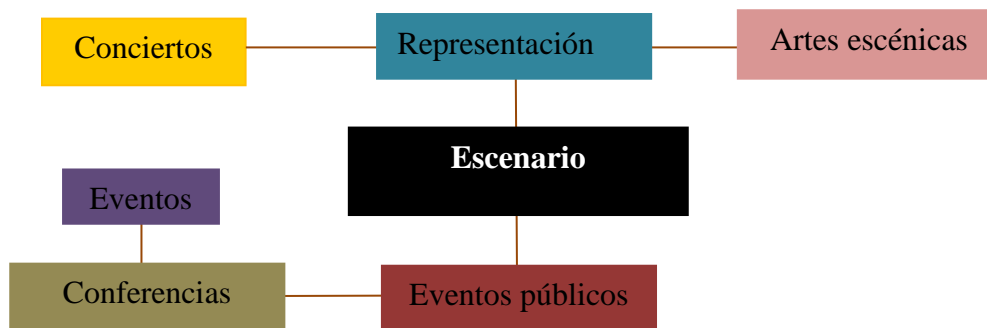 Conciertos
Representación
Artes escénicas
Escenario
Eventos
Conferencias
Eventos públicos